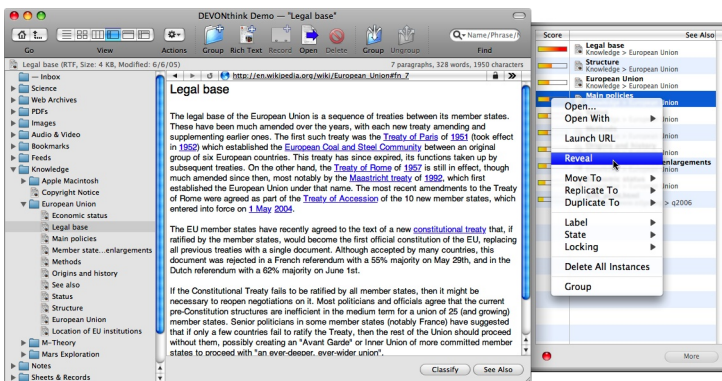 DEVONthink Demo — "Legal base"
Go View Actions Group Rich Text Record Open Delete Group Ungroup Find
Name/Phrase/
Legal base (RTF, Size: 4 KB, Modified: 6/6/05) 7 paragraphs, 328 words, 1950 characters
— Inbox
Science
Web Archives
PDFs
Images
Audio & Video
Bookmarks
Feeds
Knowledge
Apple Macintosh
Copyright Notice
European Union
Economic status
Legal base
Main policies
Member state...enlargements
Methods
Origins and history
See also
Status
Structure
European Union
Location of EU institutions
M-Theory
Mars Exploration
Notes
Sheets & Records
http://en.wikipedia.org/wiki/European_Union#fn_7
Legal base
The legal base of the European Union is a sequence of treaties between its member states.
These have been much amended over the years, with each new treaty amending and
supplementing earlier ones. The first such treaty was the Treaty of Paris of 1951 (took effect
in 1952) which established the European Coal and Steel Community between an original
group of six European countries. This treaty has since expired, its functions taken up by
subsequent treaties. On the other hand, the Treaty of Rome of 1957 is still in effect, though
much amended since then, most notably by the Maastricht treaty of 1992, which first
established the European Union under that name. The most recent amendments to the Treaty
of Rome were agreed as part of the Treaty of Accession of the 10 new member states, which
entered into force on 1 May 2004.
The EU member states have recently agreed to the text of a new constitutional treaty that, if
ratified by the member states, would become the first official constitution of the EU, replacing
all previous treaties with a single document. Although accepted by many countries, this
document was rejected in a French referendum with a 55% majority on May 29th, and in the
Dutch referendum with a 62% majority on June 1st.
If the Constitutional Treaty fails to be ratified by all member states, then it might be
necessary to reopen negotiations on it. Most politicians and officials agree that the current
pre-Constitution structures are inefficient in the medium term for a union of 25 (and growing)
member states. Senior politicians in some member states (notably France) have suggested
that if only a few countries fail to ratify the Treaty, then the rest of the Union should proceed
without them, possibly creating an "Avant Garde" or Inner Union of more committed member
states to proceed with "an ever-deeper, ever-wider union".
Classify See Also
Score See Also
Legal base
Knowledge > European Union
Structure
Knowledge > European Union
European Union
Knowledge > European Union
Main policies
Union
Union
Union
enlargements
Union
Union
> q2006
Open...
Open With
Launch URL
Reveal
Move To
Replicate To
Duplicate To
Label
State
Locking
Delete All Instances
Group
More